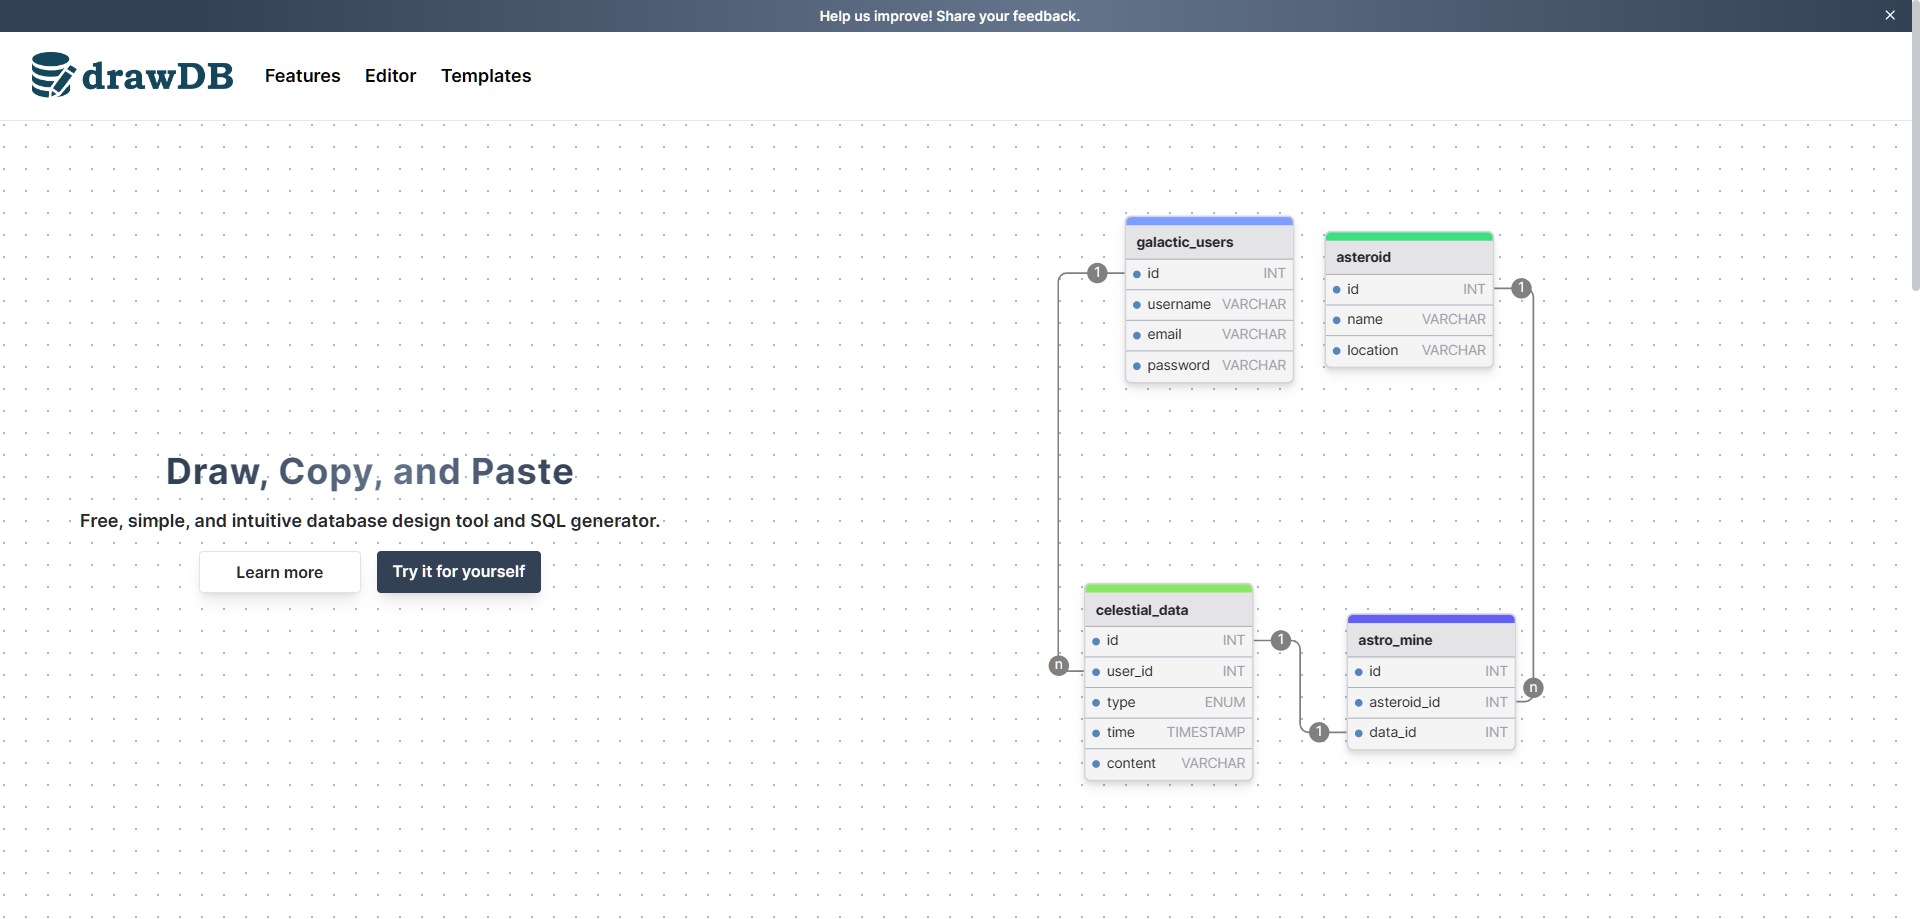 Help us improve! Share your feedback.
drawDB
Features Editor Templates
Draw, Copy, and Paste
Free, simple, and intuitive database design tool and SQL generator.
Learn more
Try it for yourself
galactic_users
1
id INT
username VARCHAR
email VARCHAR
password VARCHAR
asteroid
id INT
1
name VARCHAR
location VARCHAR
celestial_data
id INT
1
n
user_id INT
type ENUM
time TIMESTAMP
content VARCHAR
astro_mine
id INT
n
asteroid_id INT
1
data_id INT